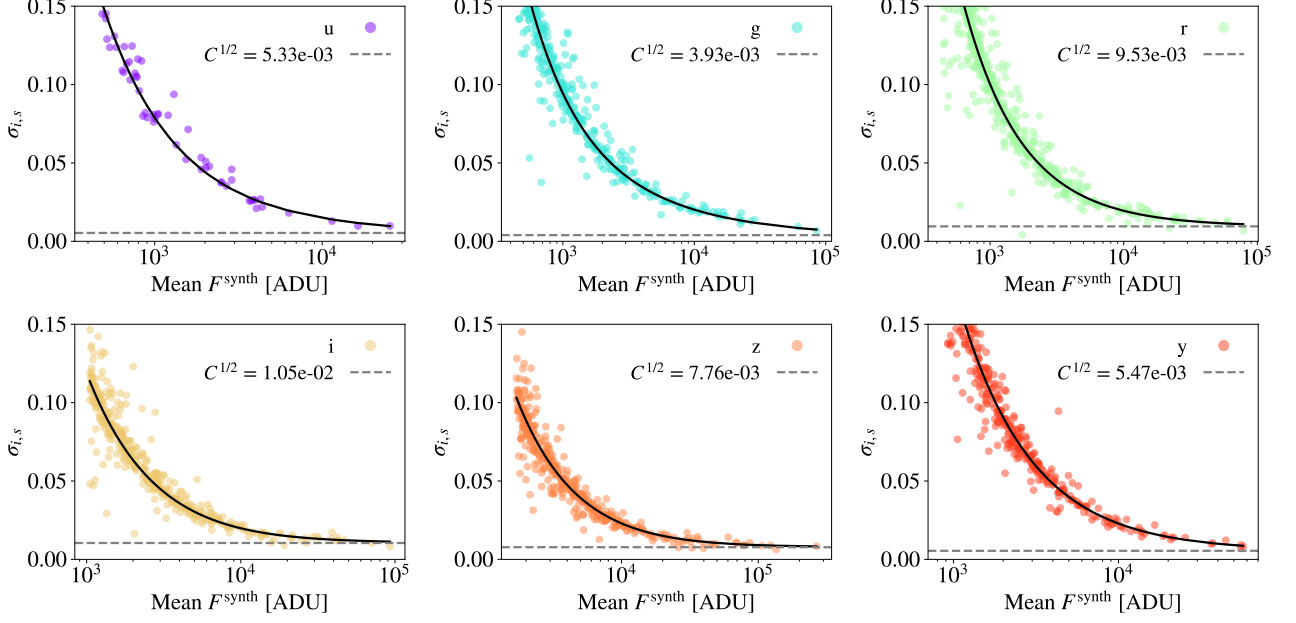 0.15
0.10
0.05
0.00
σ_{i,s}
u
C^{1/2} = 5.33e-03
10^3
10^4
Mean F^{synth} [ADU]
0.15
0.10
0.05
0.00
σ_{i,s}
g
C^{1/2} = 3.93e-03
10^3
10^4
10^5
Mean F^{synth} [ADU]
0.15
0.10
0.05
0.00
σ_{i,s}
r
C^{1/2} = 9.53e-03
10^3
10^4
10^5
Mean F^{synth} [ADU]
0.15
0.10
0.05
0.00
σ_{i,s}
i
C^{1/2} = 1.05e-02
10^3
10^4
10^5
Mean F^{synth} [ADU]
0.15
0.10
0.05
0.00
σ_{i,s}
z
C^{1/2} = 7.76e-03
10^4
10^5
Mean F^{synth} [ADU]
0.15
0.10
0.05
0.00
σ_{i,s}
y
C^{1/2} = 5.47e-03
10^3
10^4
Mean F^{synth} [ADU]